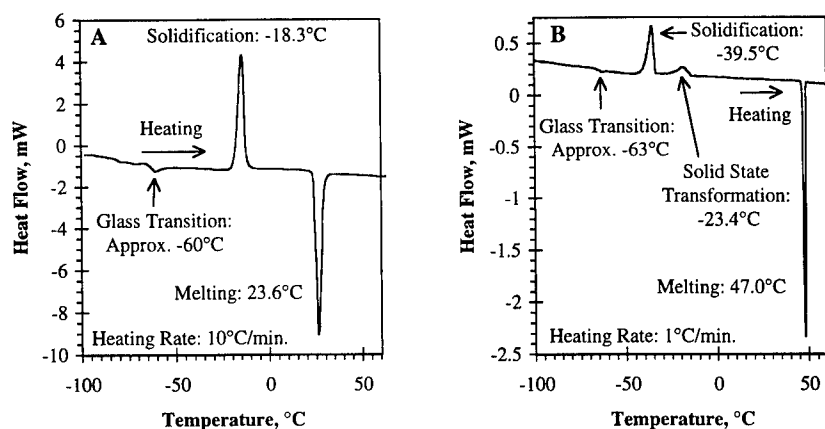 A
Solidification: -18.3°C
6
4
2
0
-2
-4
-6
-8
-10
Heat Flow, mW
Heating
Glass Transition:
Approx. -60°C
Melting: 23.6°C
Heating Rate: 10°C/min.
-100
-50
0
50
Temperature, °C
B
Solidification:
-39.5°C
0.5
0
-0.5
-1
-1.5
-2
-2.5
Heat Flow, mW
Heating
Glass Transition:
Approx. -63°C
Solid State
Transformation:
-23.4°C
Melting: 47.0°C
Heating Rate: 1°C/min.
-100
-50
0
50
Temperature, °C